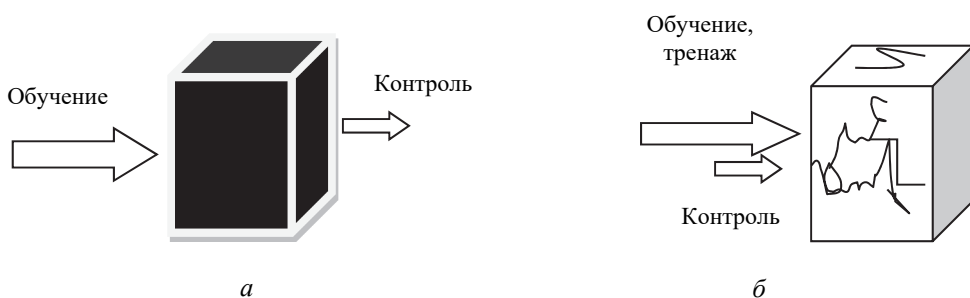 Обучение
Контроль
а
Обучение,
тренаж
Контроль
б